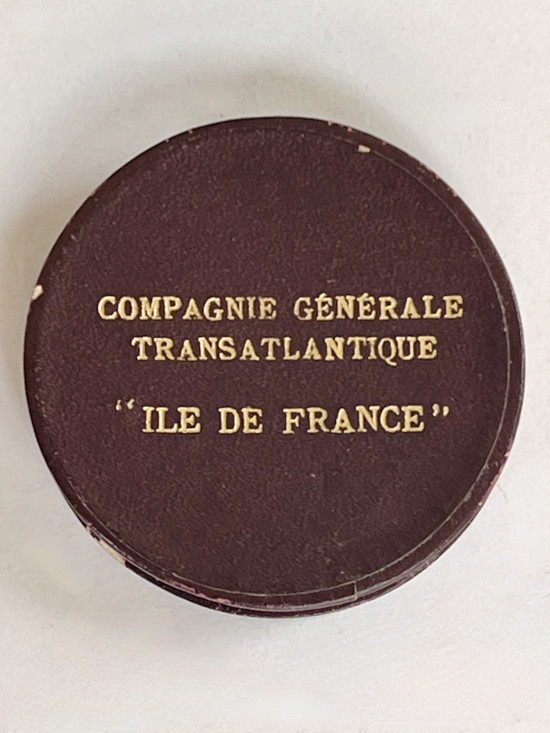 COMPAGNIE GÉNÉRALE
TRANSATLANTIQUE
“ILE DE FRANCE”